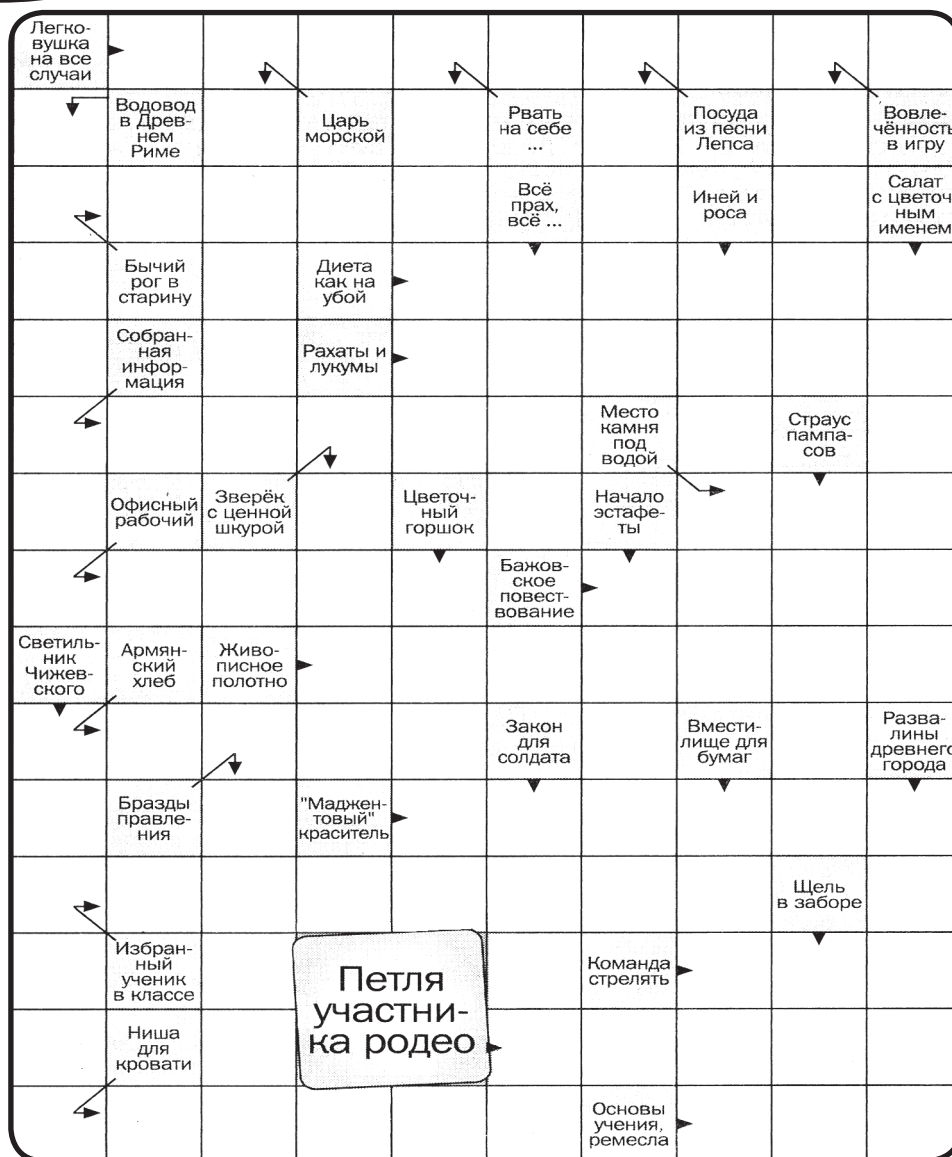 Легко-
вушка
на все
случаи
Водовод
в Древ-
нем
Риме
Царь
морской
Рвать
на себе
...
Посуда
из песни
Лепса
Вовле-
чённость
в игру
Всё
прах,
всё ...
Иней и
роса
Салат
с цветоч-
ным
именем
Бычий
рог в
старину
Диета
как на
убой
Собран-
ная
инфор-
мация
Рахаты и
лукумы
Место
камня
под
водой
Страус
пампа-
сов
Офисный
рабочий
Зверёк
с ценной
шкурой
Цветоч-
ный
горшок
Начало
эстафе-
ты
Бажов-
ское
повест-
вование
Светиль-
ник
Чижев-
ского
Армян-
ский
хлеб
Живо-
писное
полотно
Закон
для
солдата
Вмести-
лище для
бумаг
Разва-
лины
древнего
города
Бразды
правле-
ния
"Маджен-
товый"
краситель
Щель
в заборе
Избран-
ный
ученик
в классе
Петля
участни-
ка родео
Команда
стрелять
Ниша
для
кровати
Основы
учения,
ремесла